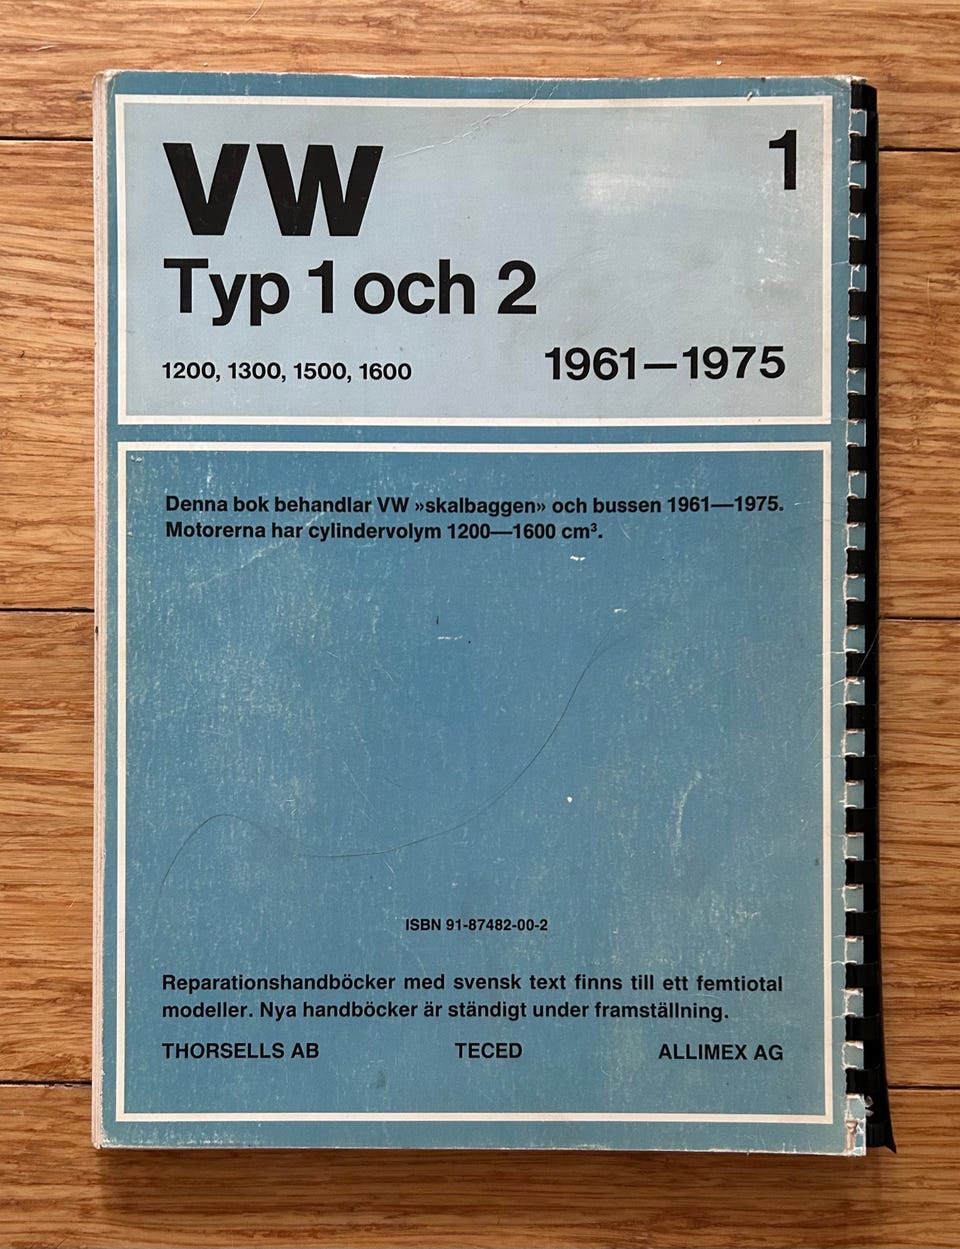 VW
1
Typ 1 och 2
1200, 1300, 1500, 1600
1961—1975
Denna bok behandlar VW »skalbaggen» och bussen 1961—1975.
Motorerna har cylindervolym 1200—1600 cm³.
ISBN 91-87482-00-2
Reparationshandböcker med svensk text finns till ett femtiotal
modeller. Nya handböcker är ständigt under framställning.
THORSELLS AB TECED ALLIMEX AG